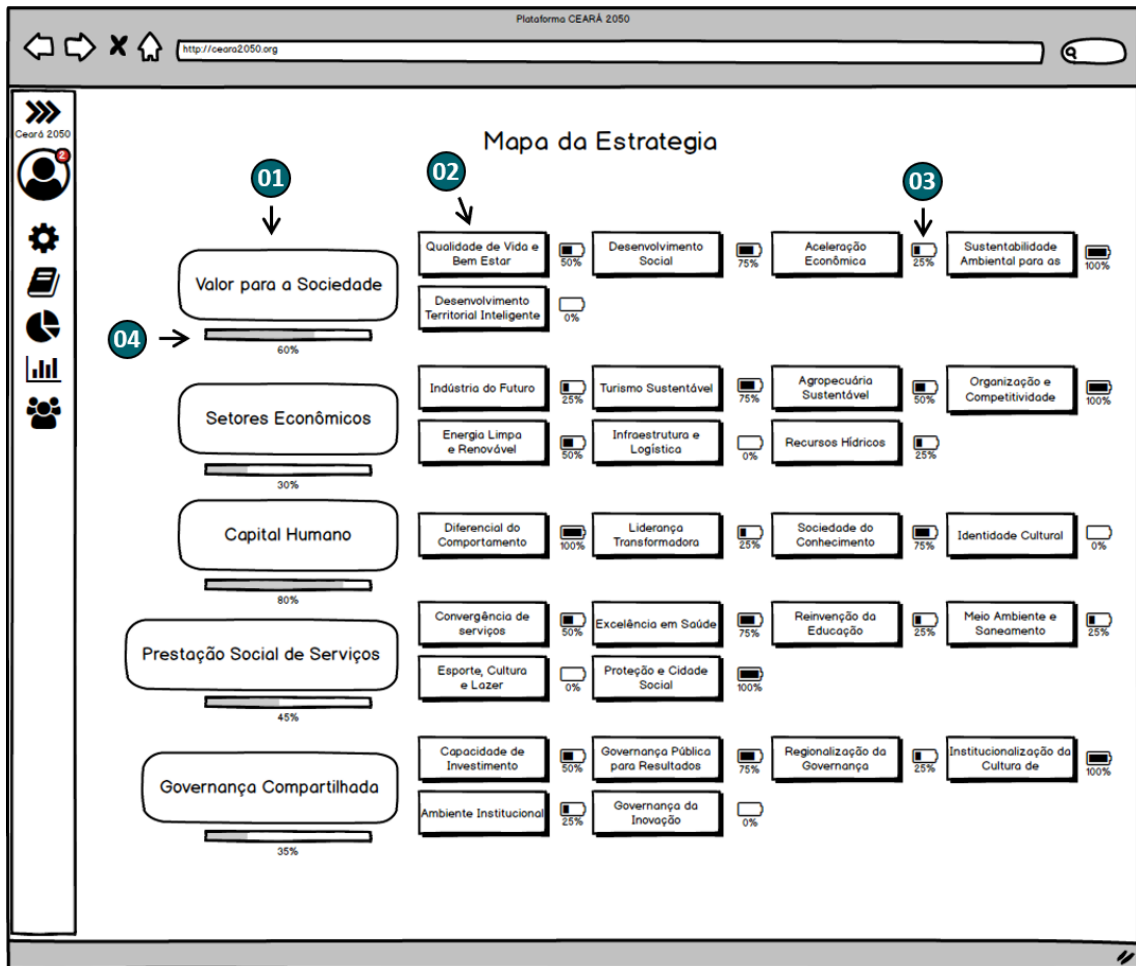 Plataforma CEARÁ 2050
http://ceara2050.org
Ceará 2050
2
Mapa da Estrategia
01
02
03
04
Valor para a Sociedade
60%
Qualidade de Vida e
Bem Estar
50%
Desenvolvimento
Social
75%
Aceleração
Econômica
25%
Sustentabilidade
Ambiental para as
100%
Desenvolvimento
Territorial Inteligente
0%
Setores Econômicos
30%
Indústria do Futuro
25%
Turismo Sustentável
75%
Agropecuária
Sustentável
50%
Organização e
Competitividade
100%
Energia Limpa
e Renovável
50%
Infraestrutura e
Logística
0%
Recursos Hídricos
25%
Capital Humano
80%
Diferencial do
Comportamento
100%
Liderança
Transformadora
25%
Sociedade do
Conhecimento
75%
Identidade Cultural
0%
Prestação Social de Serviços
45%
Convergência de
serviços
50%
Excelência em Saúde
75%
Reinvenção da
Educação
25%
Meio Ambiente e
Saneamento
25%
Esporte, Cultura
e Lazer
0%
Proteção e Cidade
Social
100%
Governança Compartilhada
35%
Capacidade de
Investimento
50%
Governança Pública
para Resultados
75%
Regionalização da
Governança
25%
Institucionalização da
Cultura de
100%
Ambiente Institucional
25%
Governança da
Inovação
0%